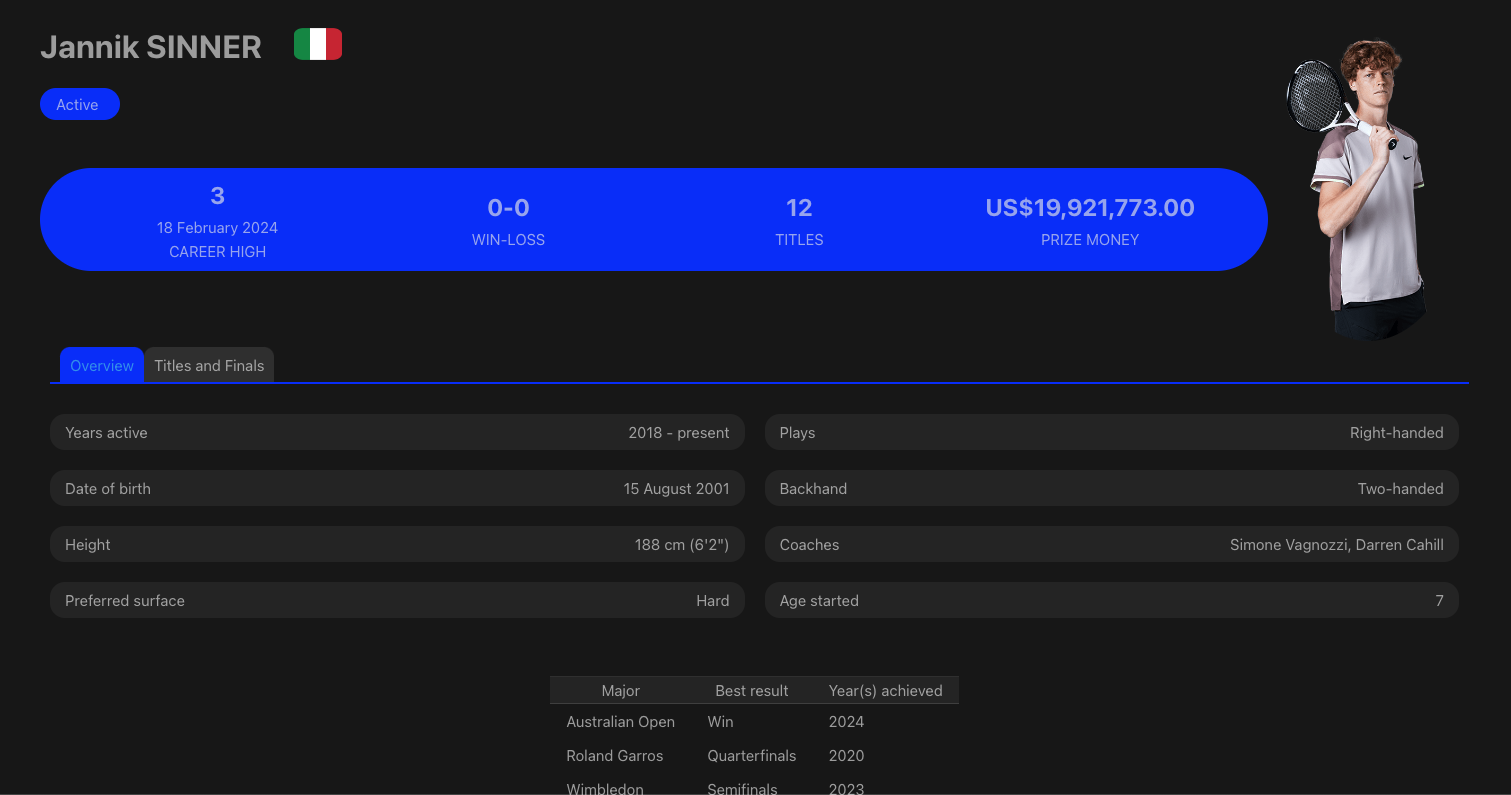 Jannik SINNER
Active
3
18 February 2024
CAREER HIGH
0-0
WIN-LOSS
12
TITLES
US$19,921,773.00
PRIZE MONEY
Overview Titles and Finals
Years active 2018 - present
Plays Right-handed
Date of birth 15 August 2001
Backhand Two-handed
Height 188 cm (6'2")
Coaches Simone Vagnozzi, Darren Cahill
Preferred surface Hard
Age started 7
Major Best result Year(s) achieved
Australian Open Win 2024
Roland Garros Quarterfinals 2020
Wimbledon Semifinals 2023